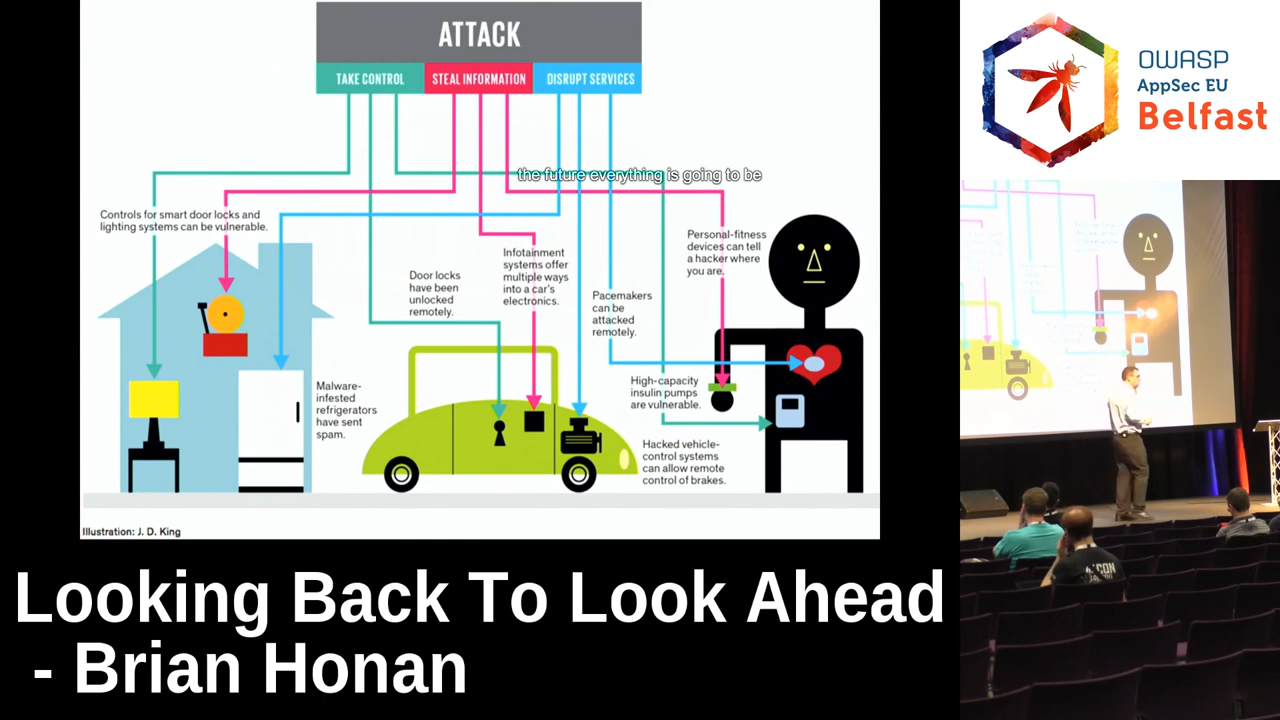 ATTACK
TAKE CONTROL
STEAL INFORMATION
DISRUPT SERVICES
the future everything is going to be
Controls for smart door locks and
lighting systems can be vulnerable.
Malware-
infested
refrigerators
have sent
spam.
Door locks
have been
unlocked
remotely.
Infotainment
systems offer
multiple ways
into a car's
electronics.
Pacemakers
can be
attacked
remotely.
Personal-fitness
devices can tell
a hacker where
you are.
High-capacity
insulin pumps
are vulnerable.
Hacked vehicle-
control systems
can allow remote
control of brakes.
Illustration: J. D. King
OWASP
AppSec EU
Belfast
Looking Back To Look Ahead
- Brian Honan